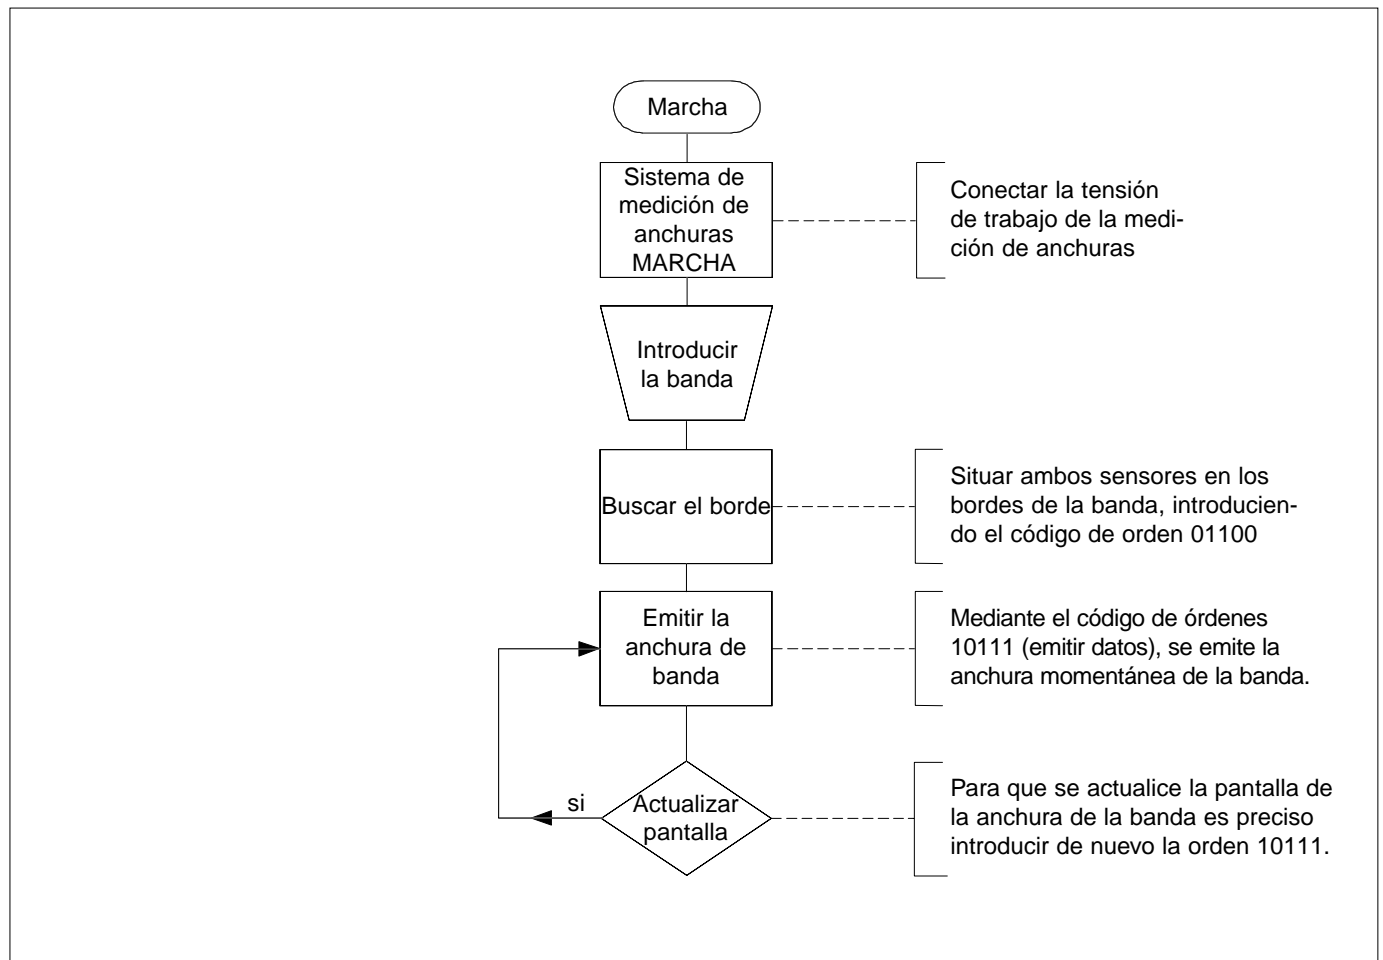 Marcha
Sistema de
medición de
anchuras
MARCHA
Conectar la tensión
de trabajo de la medi-
ción de anchuras
Introducir
la banda
Buscar el borde
Situar ambos sensores en los
bordes de la banda, introducien-
do el código de orden 01100
Emitir la
anchura de
banda
Mediante el código de órdenes
10111 (emitir datos), se emite la
anchura momentánea de la banda.
si
Actualizar
pantalla
Para que se actualice la pantalla de
la anchura de la banda es preciso
introducir de nuevo la orden 10111.